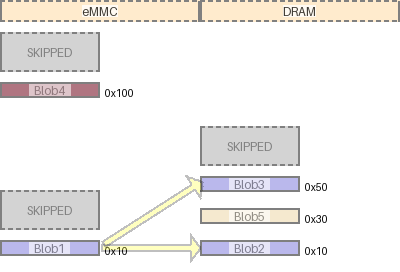 eMMC DRAM
SKIPPED
Blob4 0x100
SKIPPED
Blob3 0x50
SKIPPED
Blob5 0x30
Blob1 0x10 Blob2 0x10